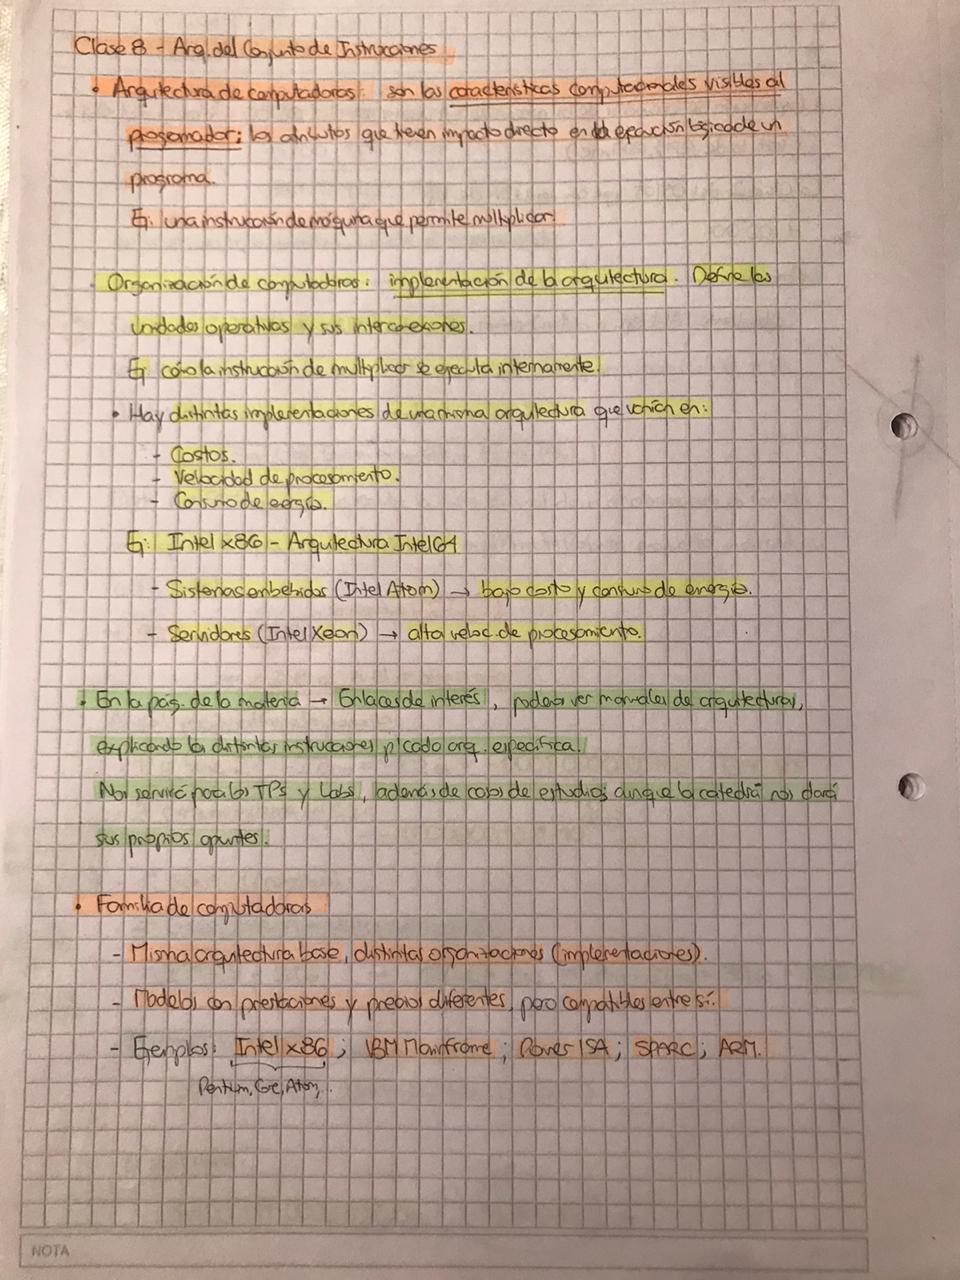 Clase 8 - Arq. del Conjunto de Instrucciones
• Arquitectura de computadoras: son las características computacionales visibles al
programador; los atributos que tienen impacto directo en la ejecución lógica de un
programa.
Ej: una instrucción de máquina que permite multiplicar.
· Organización de computadoras: implementación de la arquitectura. Define las
unidades operativas y sus interconexiones.
Ej: cómo la instrucción de multiplicar se ejecuta internamente.
• Hay distintas implementaciones de una misma arquitectura que varían en:
- Costos.
- Velocidad de procesamiento.
- Consumo de energía.
Ej: Intel x86 - Arquitectura Intel 64
- Sistemas embebidos (Intel Atom) → bajo costo y consumo de energía.
- Servidores (Intel Xeon) → alta veloc. de procesamiento.
• En la pág. de la materia → Enlaces de interés, podemos ver manuales de arquitecturas,
explicando las distintas instrucciones p/ cada arq. específica.
Nos servirá para los TPs y Labs, además de de estudios, aunque la cátedra nos dará
sus propios apuntes.
• Familia de computadoras
- Misma arquitectura base, distintas organizaciones (implementaciones).
- Modelos con prestaciones y precios diferentes, pero compatibles entre sí.
- Ejemplos: Intel x86; IBM Mainframe; Power ISA; SPARC; ARM.
Pentium, Core, Atom, ..
NOTA